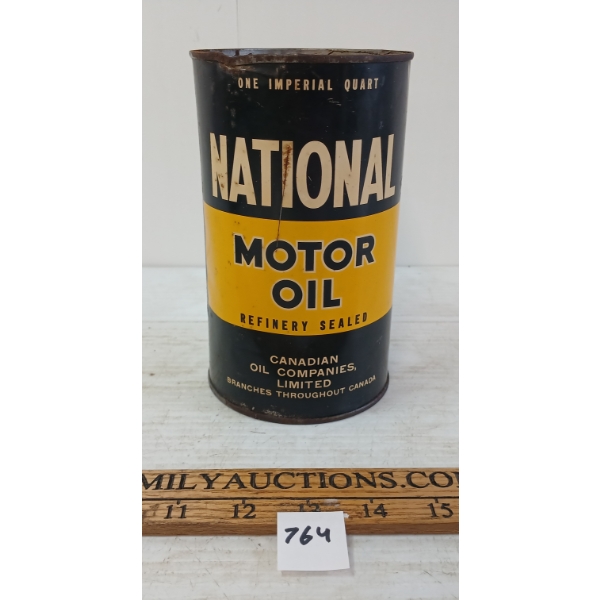 ONE IMPERIAL QUART
NATIONAL
MOTOR
OIL
REFINERY SEALED
CANADIAN
OIL COMPANIES,
LIMITED
BRANCHES THROUGHOUT CANADA
MILYAUCTIONS.CO
11 12 13 14 15
764